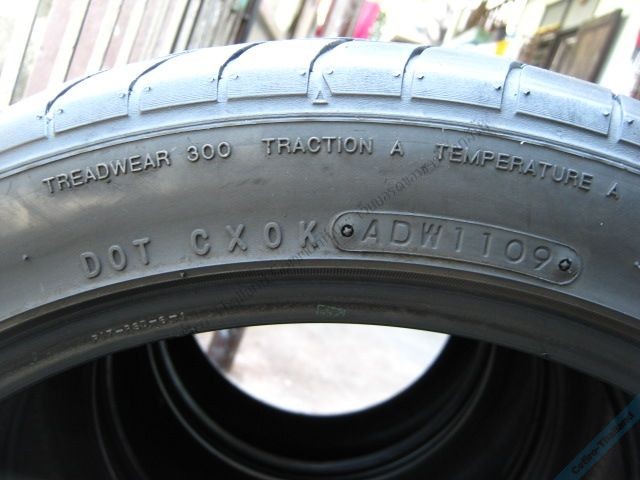 TREADWEAR 300 TRACTION A TEMPERATURE A
DOT CX0K ADW1109